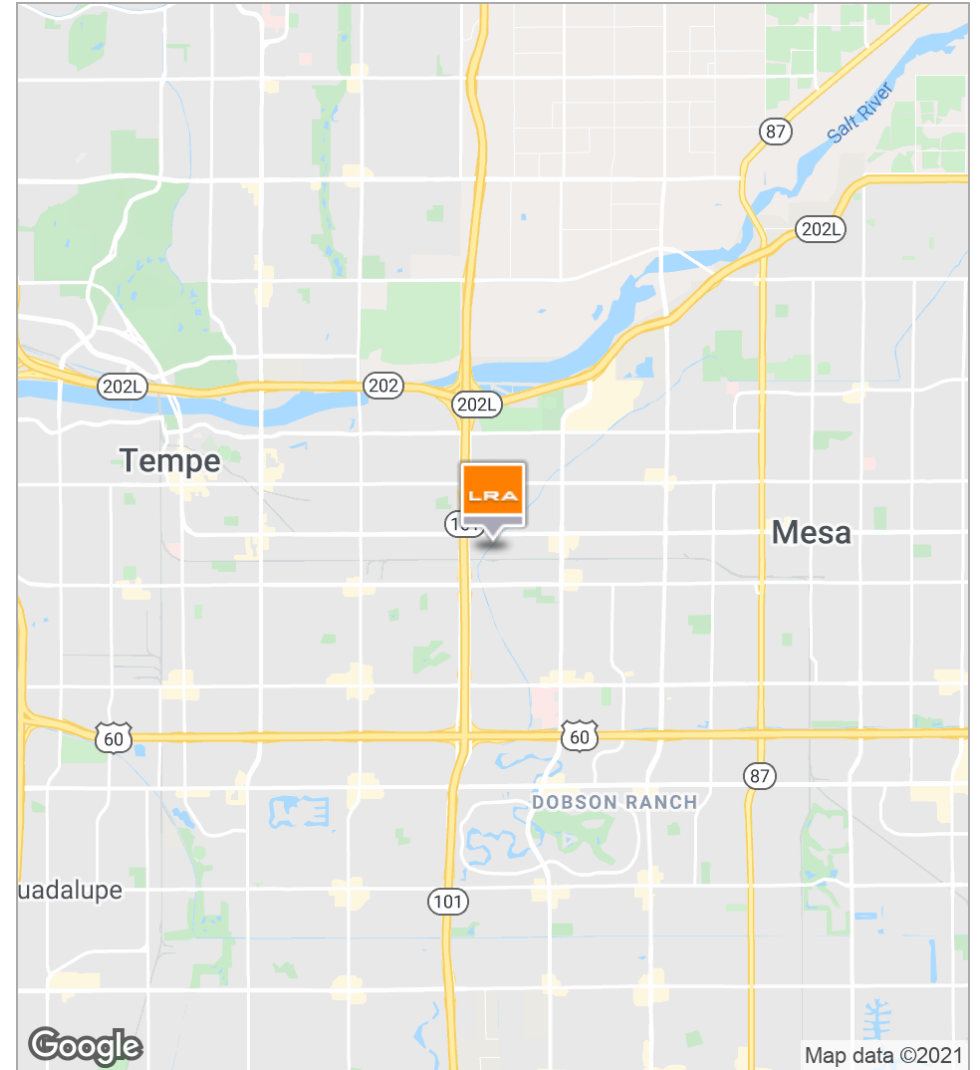 87
Salt River
202L
202L
202
202L
Tempe
LRA
Mesa
60
60
87
DOBSON RANCH
uadalupe
101
Google
Map data ©2021